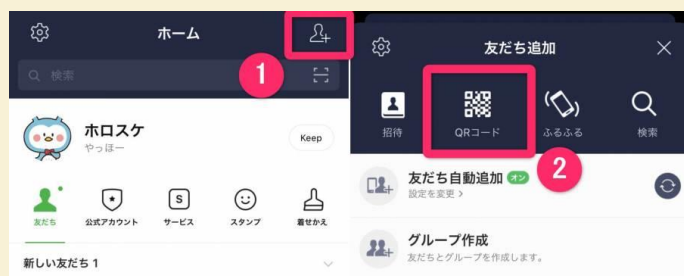 ホーム
検索
1
ホロスケ
やっほー
Keep
友だち
公式アカウント
サービス
スタンプ
着せかえ
新しい友だち 1
友だち追加
招待
QRコード
ふるふる
検索
2
友だち自動追加 オン
設定を変更 >
グループ作成
友だちとグループを作成します。